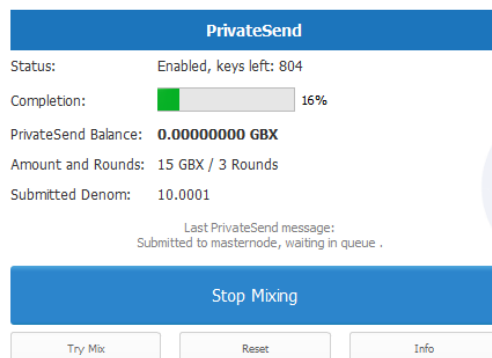 PrivateSend
Status: Enabled, keys left: 804
Completion: 16%
PrivateSend Balance: 0.00000000 GBX
Amount and Rounds: 15 GBX / 3 Rounds
Submitted Denom: 10.0001
Last PrivateSend message:
Submitted to masternode, waiting in queue .
Stop Mixing
Try Mix Reset Info